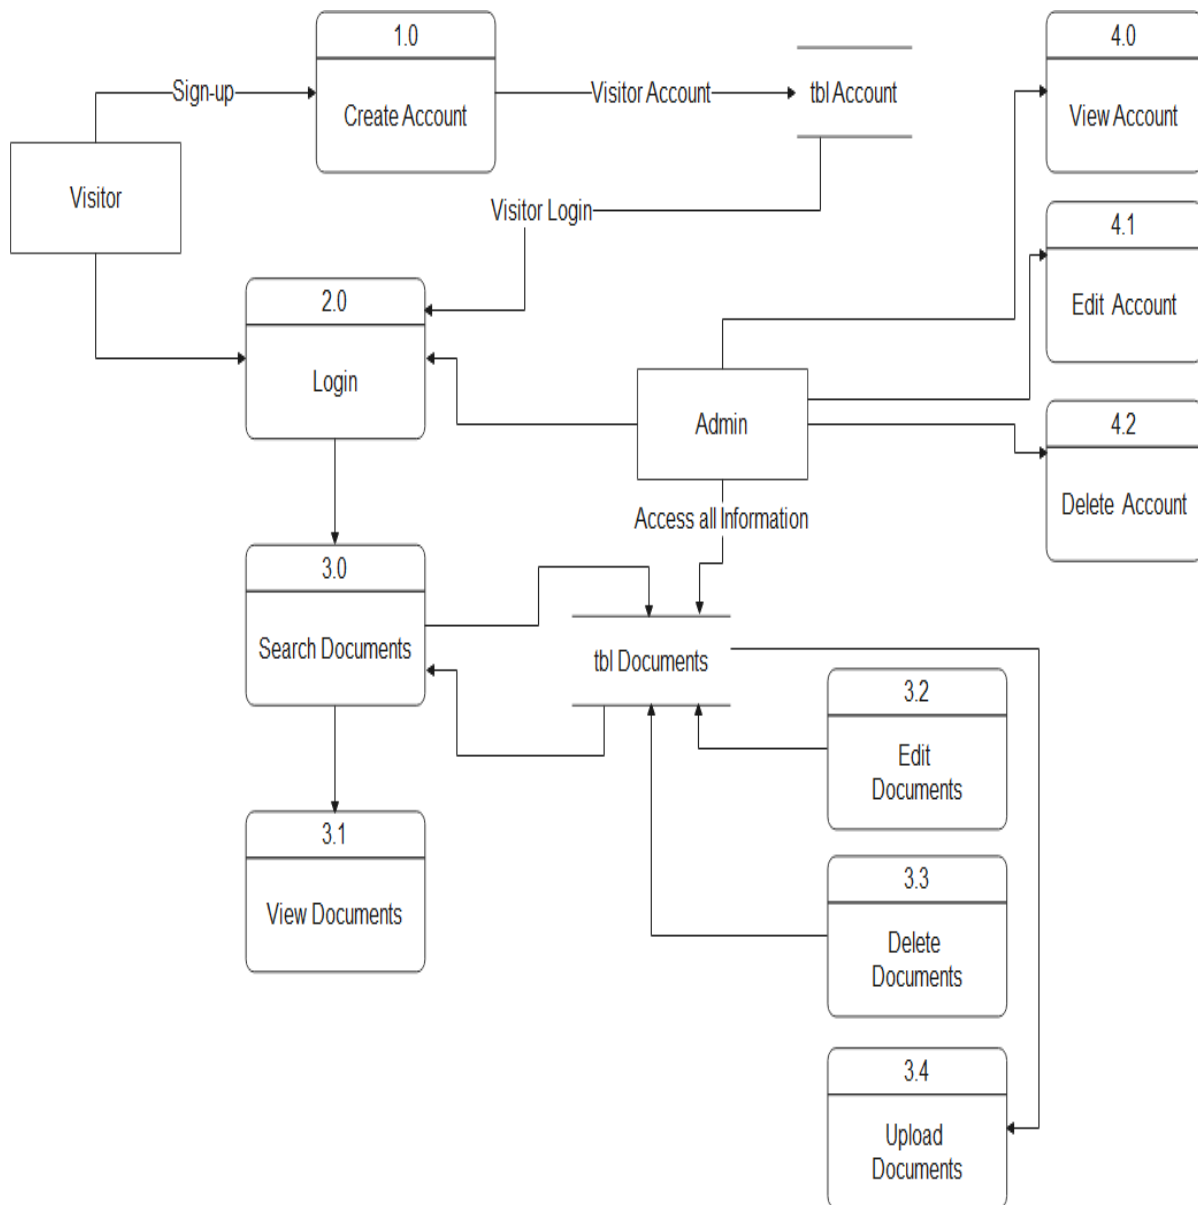 1.0
Create Account
Sign-up
Visitor Account
tbl Account
4.0
View Account
Visitor
Visitor Login
4.1
Edit Account
2.0
Login
Admin
4.2
Delete Account
Access all Information
3.0
Search Documents
tbl Documents
3.2
Edit
Documents
3.1
View Documents
3.3
Delete
Documents
3.4
Upload
Documents